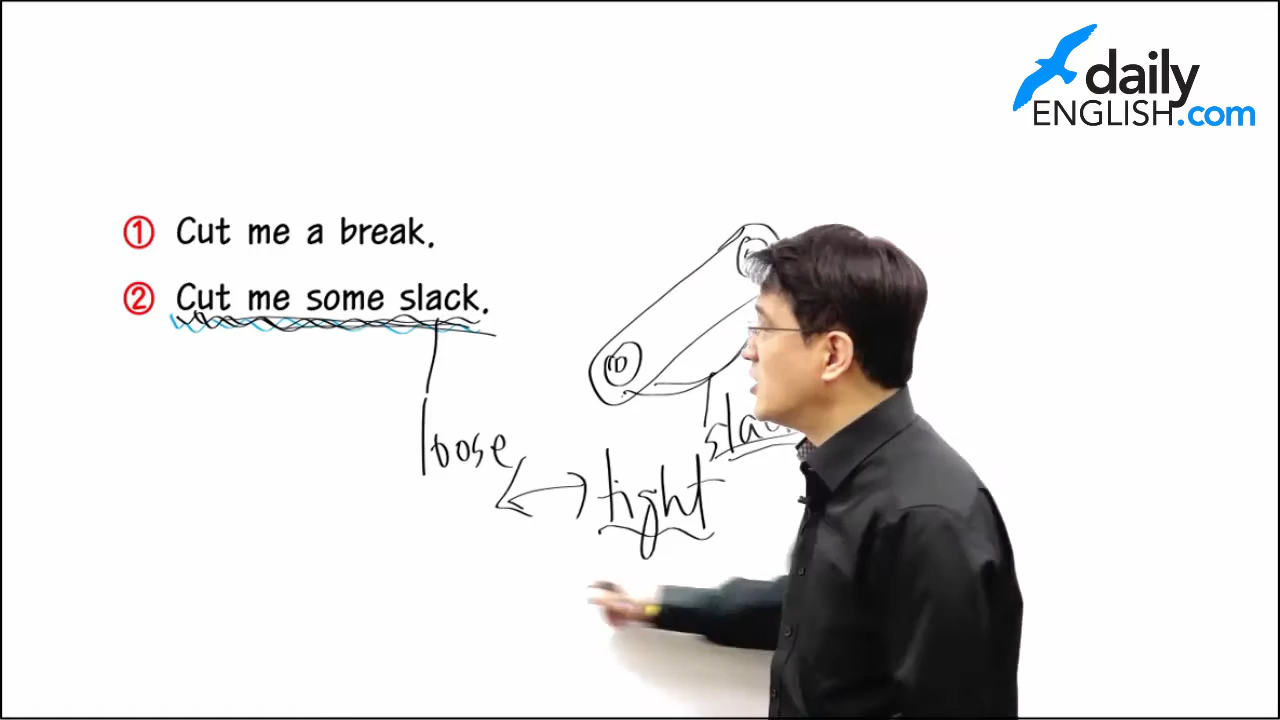 daily
ENGLISH.com
① Cut me a break.
② Cut me some slack.
loose
tight